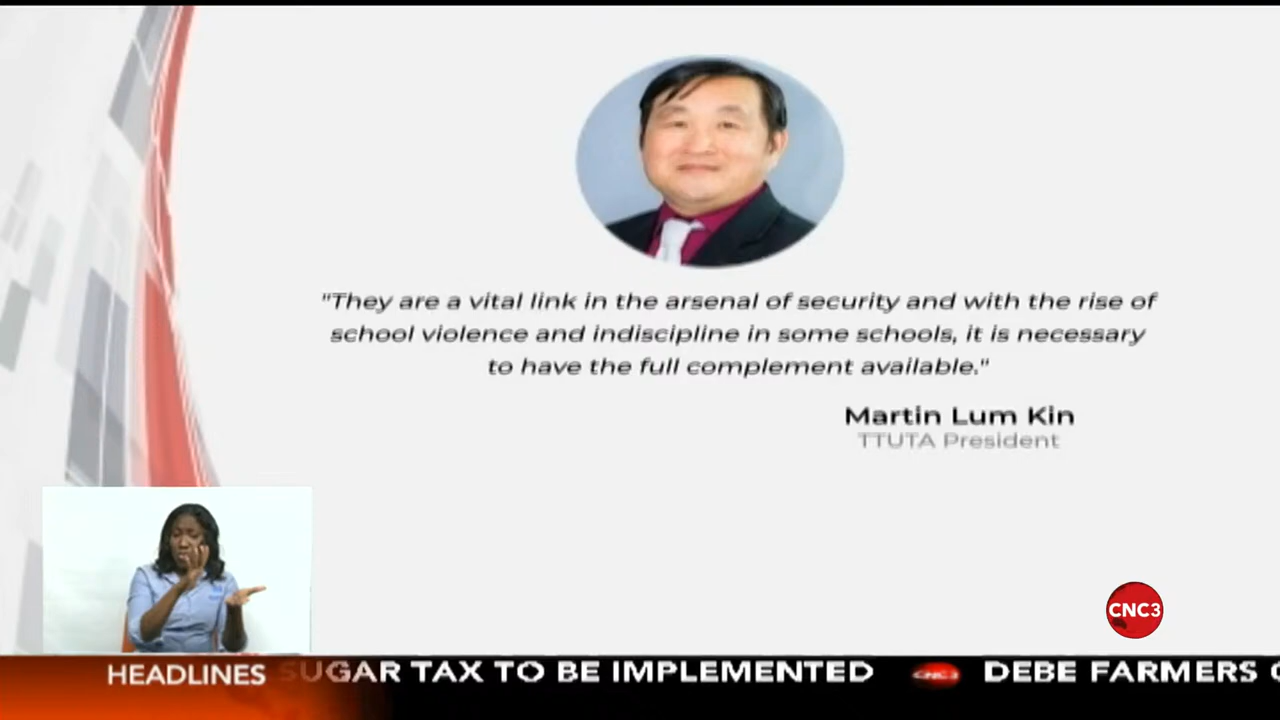 "They are a vital link in the arsenal of security and with the rise of
school violence and indiscipline in some schools, it is necessary
to have the full complement available."
Martin Lum Kin
TTUTA President
CNC3
HEADLINES
SUGAR TAX TO BE IMPLEMENTED
CNC3
DEBE FARMERS